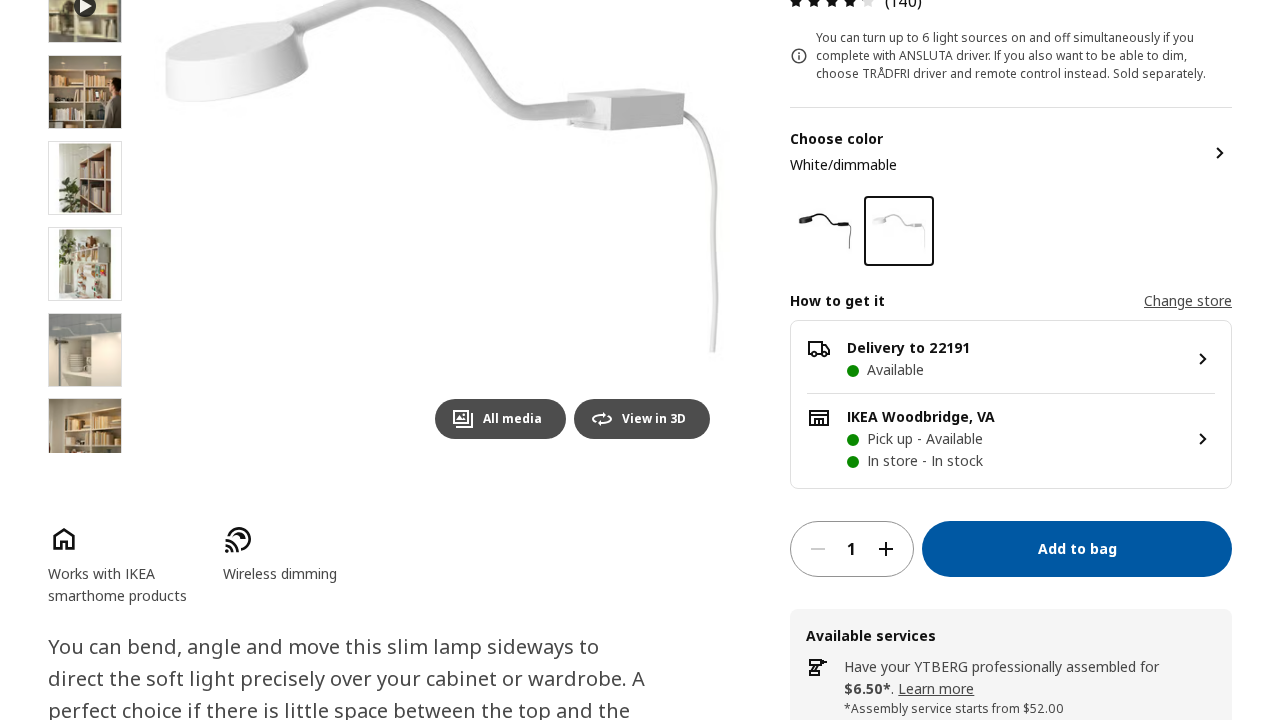 (140)
You can turn up to 6 light sources on and off simultaneously if you
complete with ANSLUTA driver. If you also want to be able to dim,
choose TRÅDFRI driver and remote control instead. Sold separately.
Choose color
White/dimmable
How to get it
Change store
Delivery to 22191
Available
IKEA Woodbridge, VA
Pick up - Available
In store - In stock
1
Add to bag
Available services
Have your YTBERG professionally assembled for
$6.50*. Learn more
*Assembly service starts from $52.00
All media
View in 3D
Works with IKEA
smarthome products
Wireless dimming
You can bend, angle and move this slim lamp sideways to
direct the soft light precisely over your cabinet or wardrobe. A
perfect choice if there is little space between the top and the